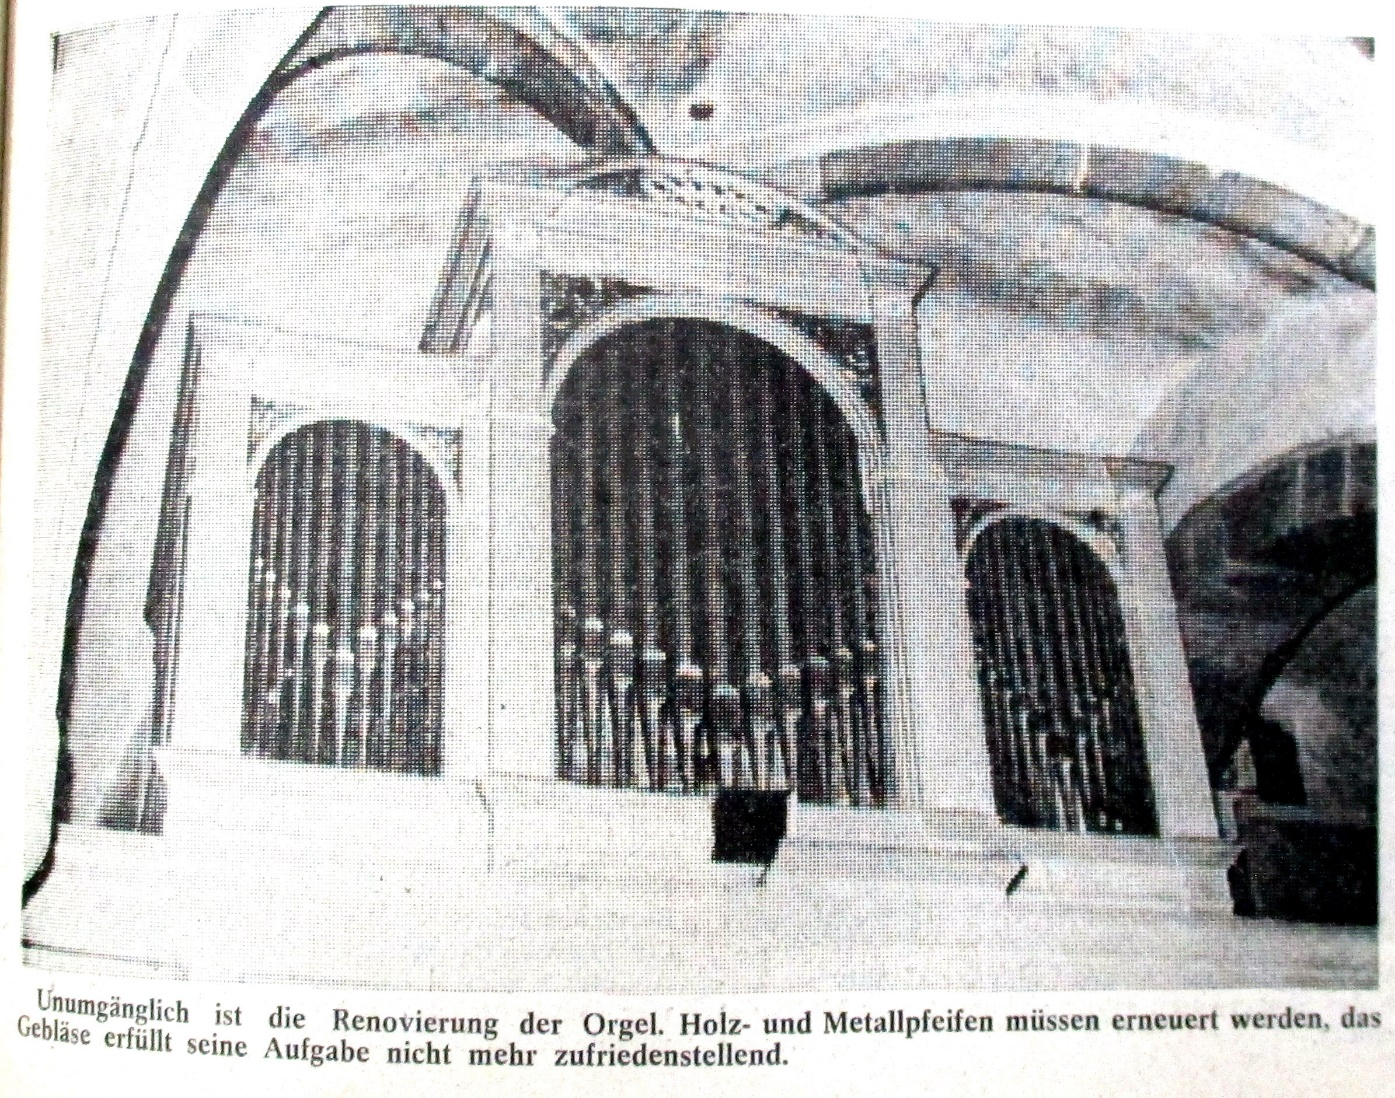 Unumgänglich ist die Renovierung der Orgel. Holz- und Metallpfeifen müssen erneuert werden, das
Gebläse erfüllt seine Aufgabe nicht mehr zufriedenstellend.